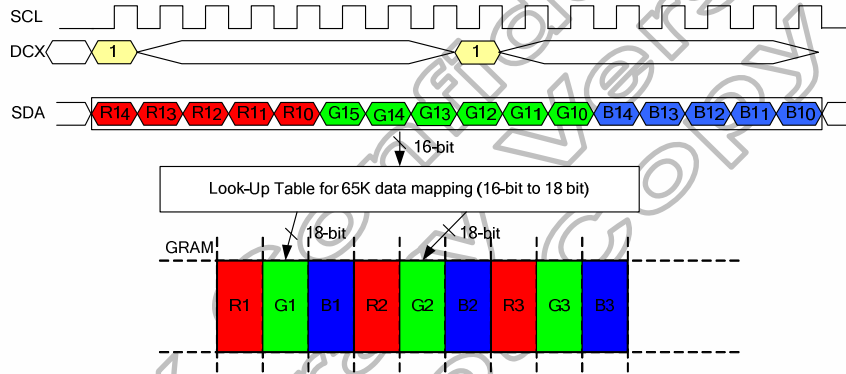 SCL
DCX 1 1
SDA R14 R13 R12 R11 R10 G15 G14 G13 G12 G11 G10 B14 B13 B12 B11 B10
16-bit
Look-Up Table for 65K data mapping (16-bit to 18 bit)
18-bit 18-bit
GRAM
R1 G1 B1 R2 G2 B2 R3 G3 B3